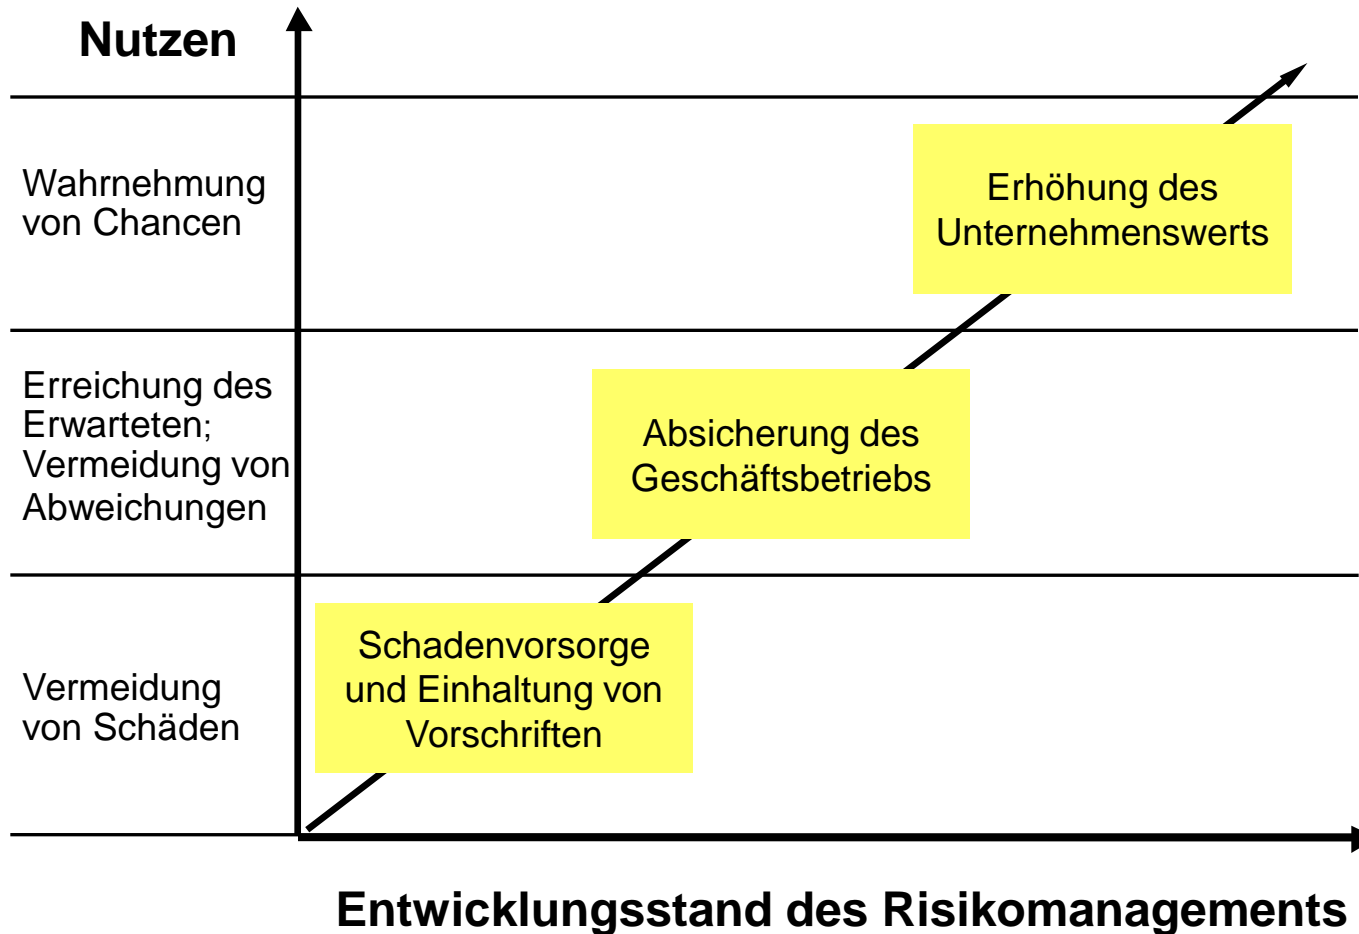 Nutzen
Wahrnehmung
von Chancen
Erhöhung des
Unternehmenswerts
Erreichung des
Erwarteten;
Vermeidung von
Abweichungen
Absicherung des
Geschäftsbetriebs
Vermeidung
von Schäden
Schadenvorsorge
und Einhaltung von
Vorschriften
Entwicklungsstand des Risikomanagements